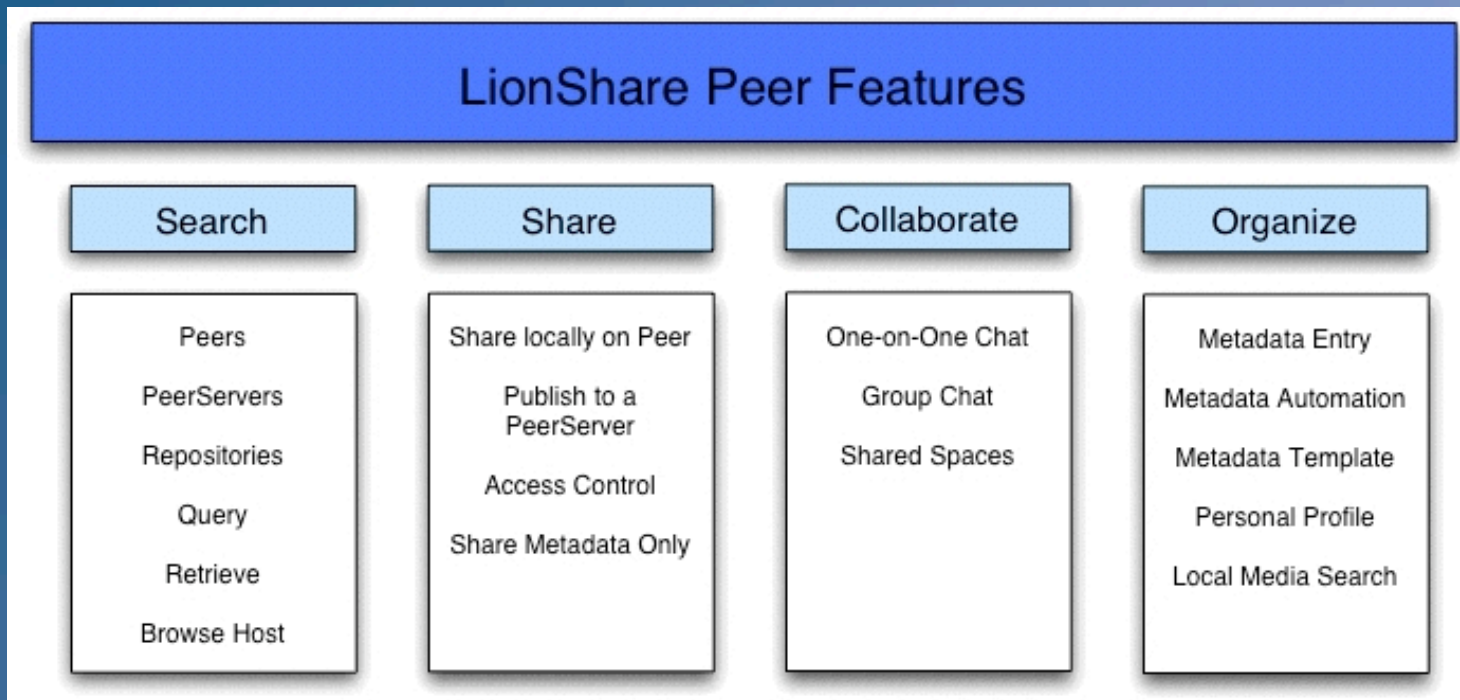 LionShare Peer Features
Search
Peers
PeerServers
Repositories
Query
Retrieve
Browse Host
Share
Share locally on Peer
Publish to a
PeerServer
Access Control
Share Metadata Only
Collaborate
One-on-One Chat
Group Chat
Shared Spaces
Organize
Metadata Entry
Metadata Automation
Metadata Template
Personal Profile
Local Media Search